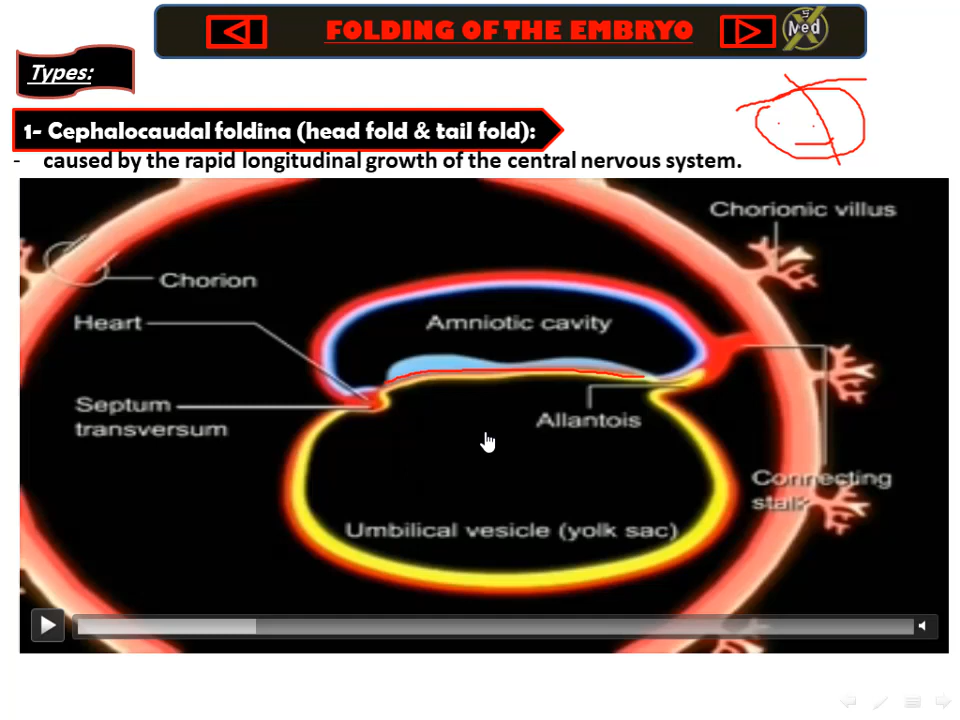 FOLDING OF THE EMBRYO
Med
Types:
1- Cephalocaudal foldina (head fold & tail fold):
- caused by the rapid longitudinal growth of the central nervous system.
Chorionic villus
Chorion
Heart
Amniotic cavity
Septum
transversum
Allantois
Connecting
stalk
Umbilical vesicle (yolk sac)